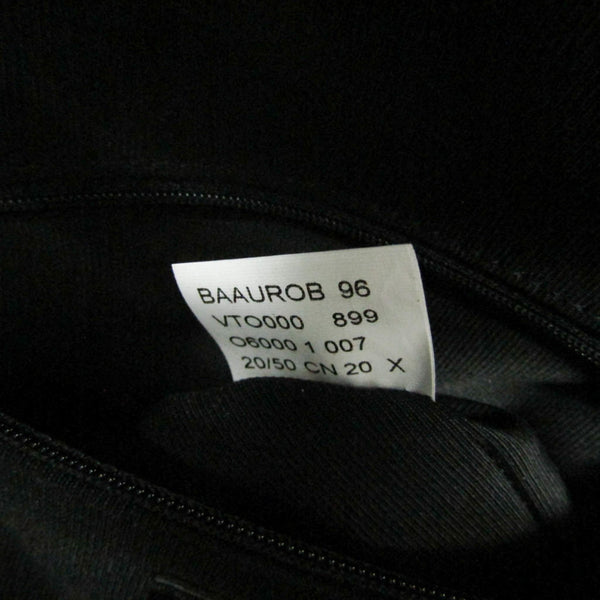 BAAUROB 96
VTO000 899
O6000 1 007
20/50 CN 20 X